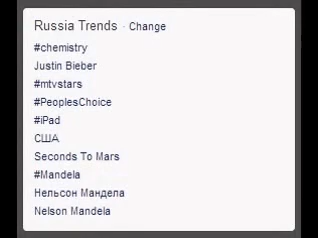 Russia Trends · Change
#chemistry
Justin Bieber
#mtvstars
#PeoplesChoice
#iPad
США
Seconds To Mars
#Mandela
Нельсон Мандела
Nelson Mandela